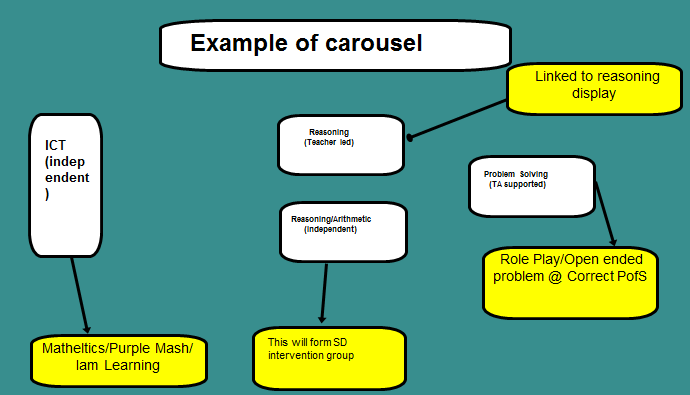 Example of carousel
Linked to reasoning
display
ICT
(indep
endent
)
Reasoning
(Teacher led)
Problem Solving
(TA supported)
Reasoning/Arithmetic
(Independent)
Role Play/Open ended
problem @ Correct PofS
Matheltics/Purple Mash/
Iam Learning
This will form SD
intervention group